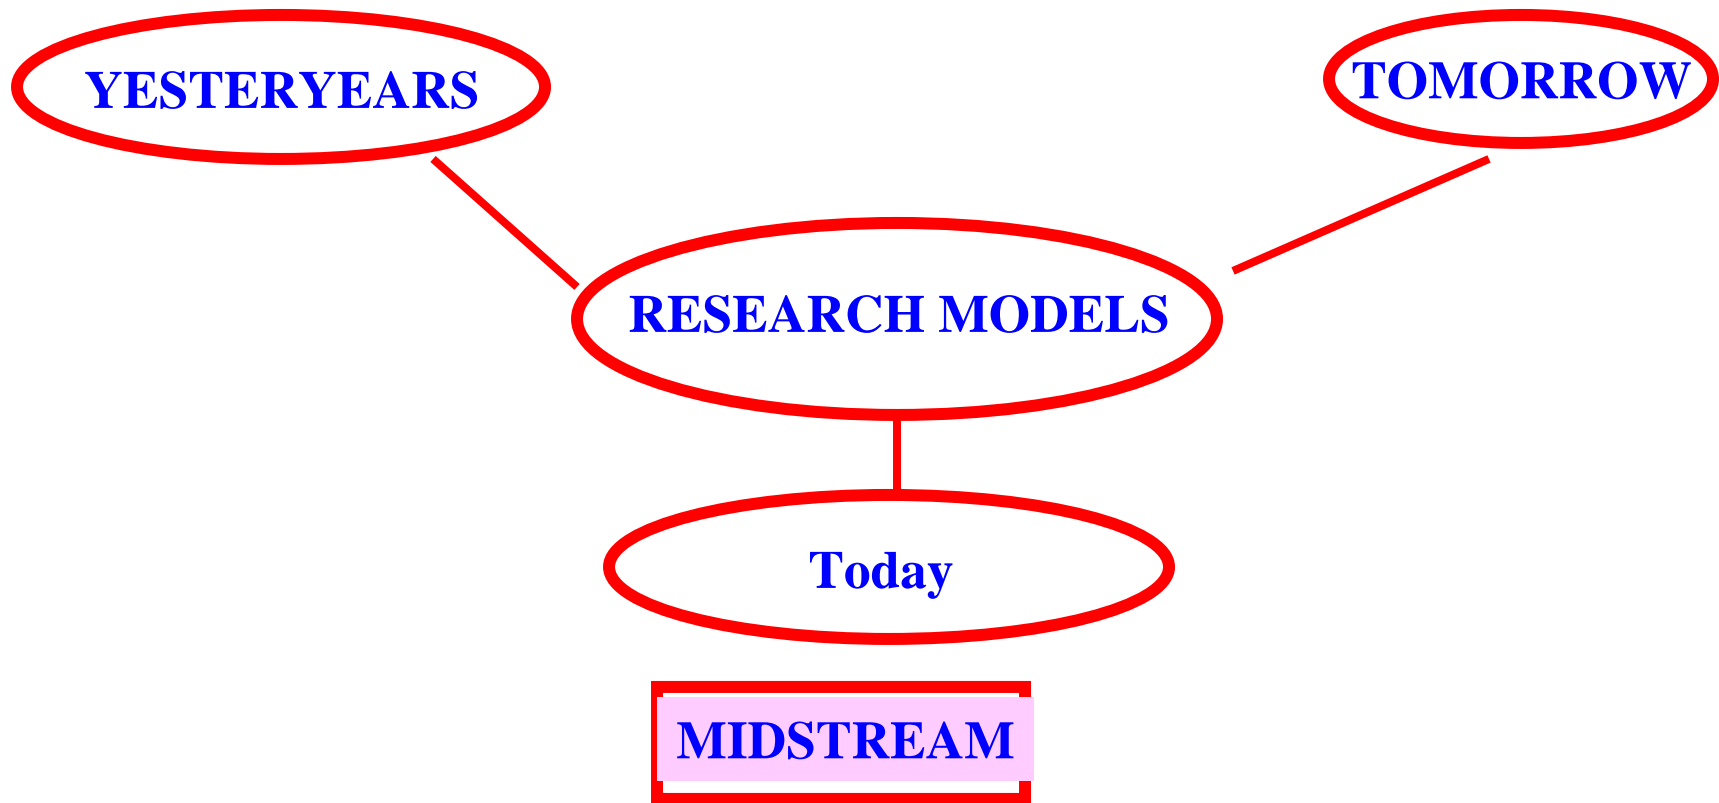 YESTERYEARS
TOMORROW
RESEARCH MODELS
Today
MIDSTREAM